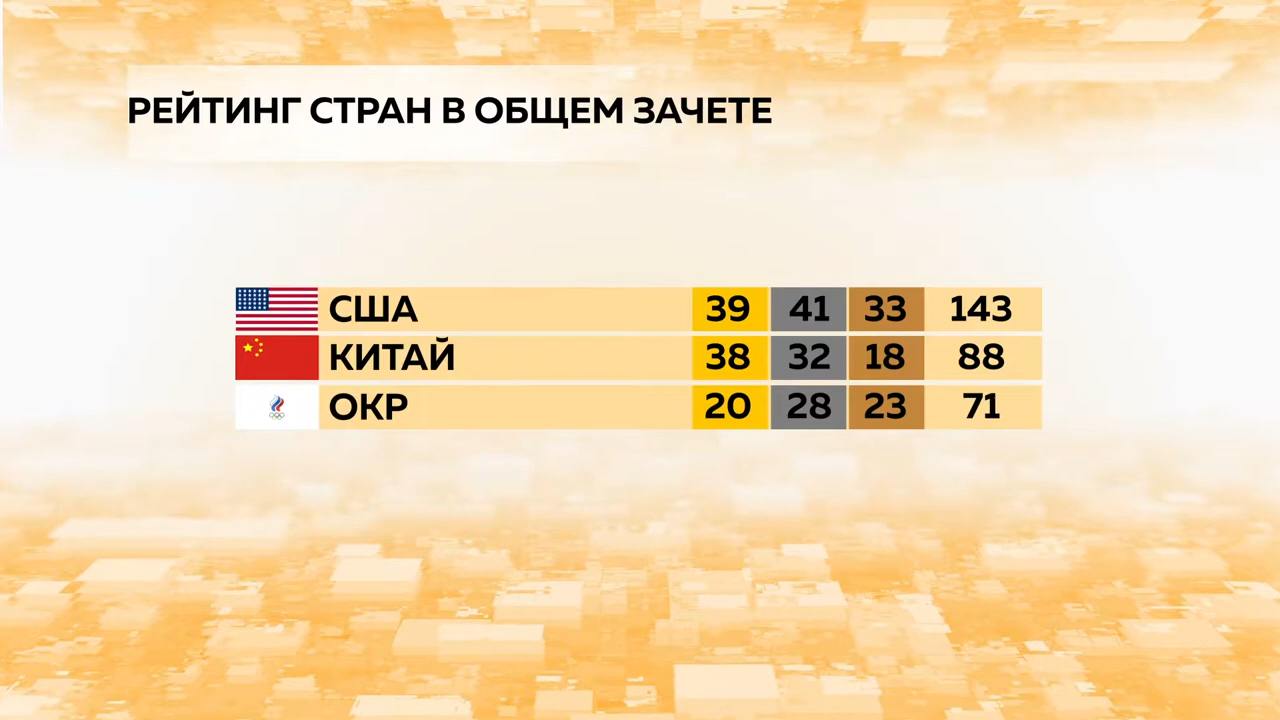 РЕЙТИНГ СТРАН В ОБЩЕМ ЗАЧЕТЕ
США 39 41 33 143
КИТАЙ 38 32 18 88
ОКР 20 28 23 71